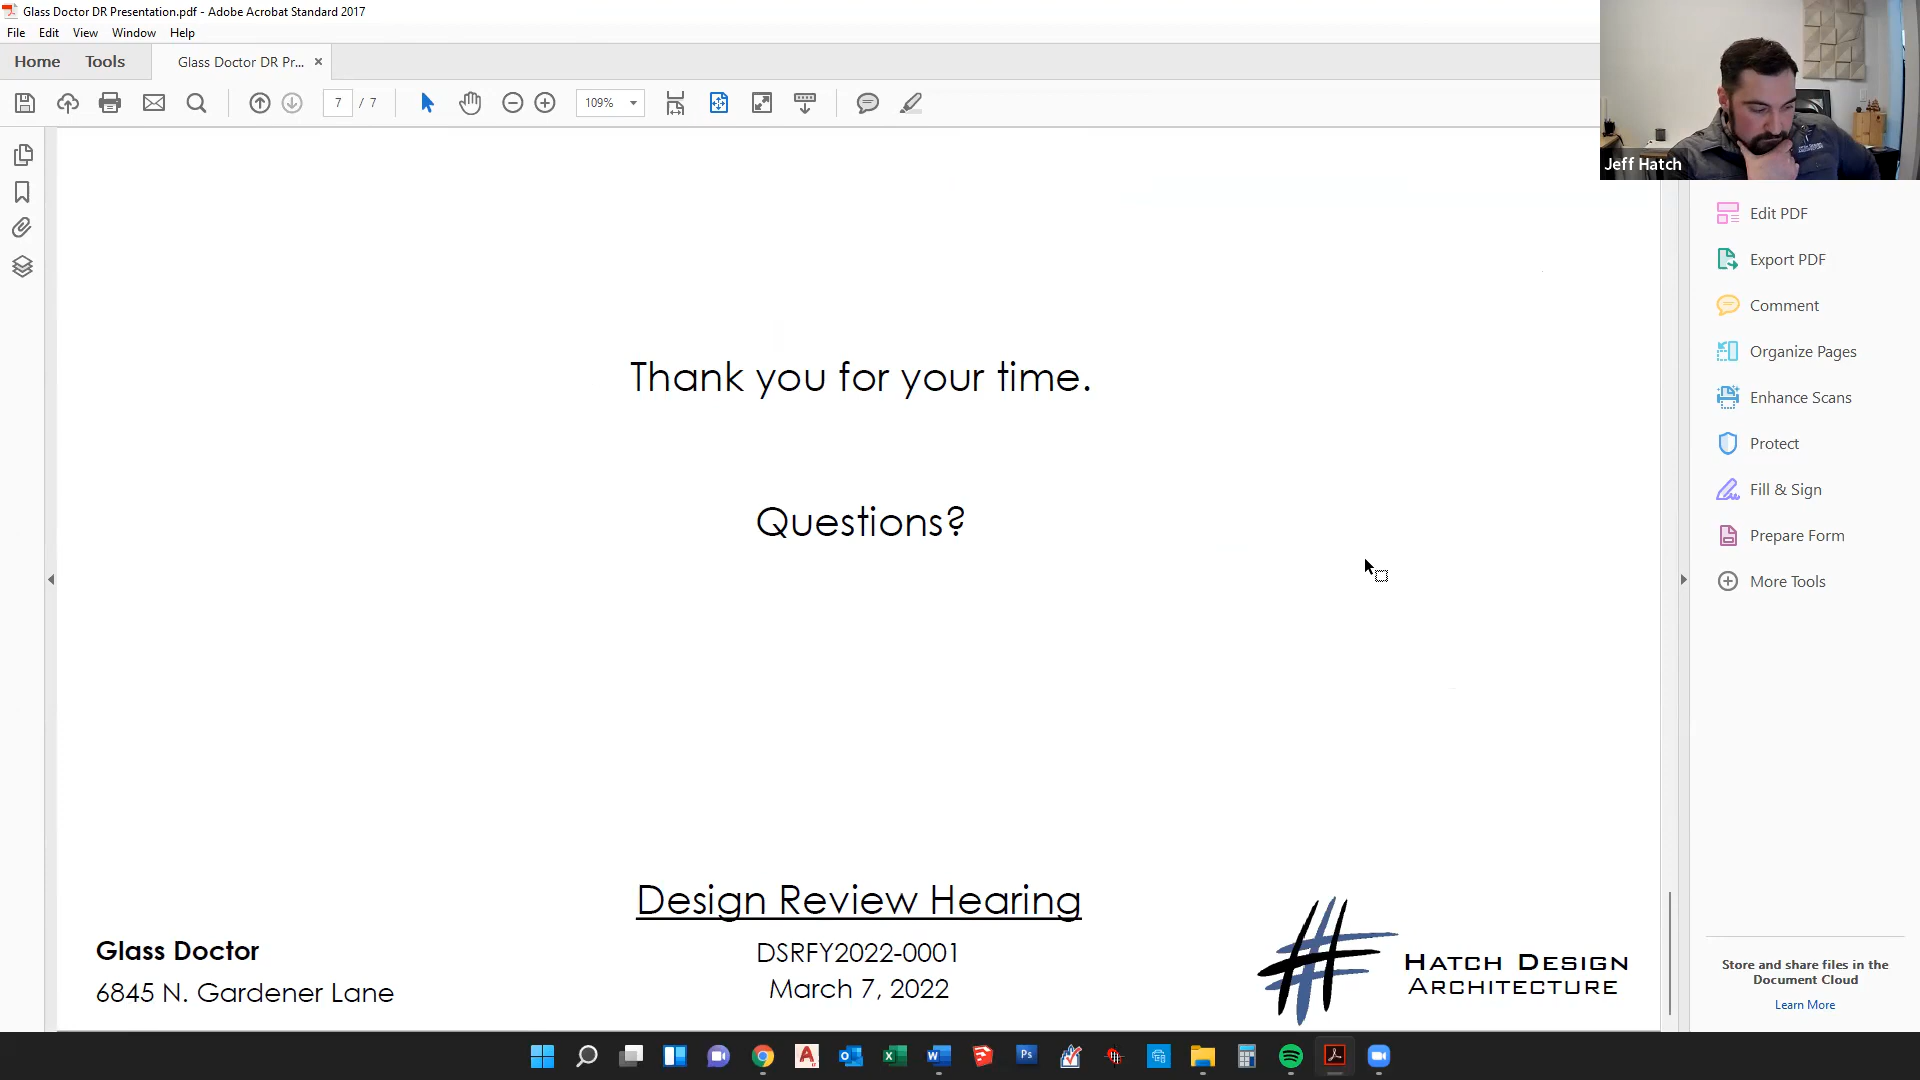 Glass Doctor DR Presentation.pdf - Adobe Acrobat Standard 2017
File Edit View Window Help
Home Tools Glass Doctor DR Pr... ×
7 / 7 109%
Jeff Hatch
Edit PDF
Export PDF
Comment
Organize Pages
Enhance Scans
Protect
Fill & Sign
Prepare Form
More Tools
Thank you for your time.
Questions?
Design Review Hearing
DSRFY2022-0001
March 7, 2022
Glass Doctor
6845 N. Gardener Lane
HATCH DESIGN
ARCHITECTURE
Store and share files in the
Document Cloud
Learn More